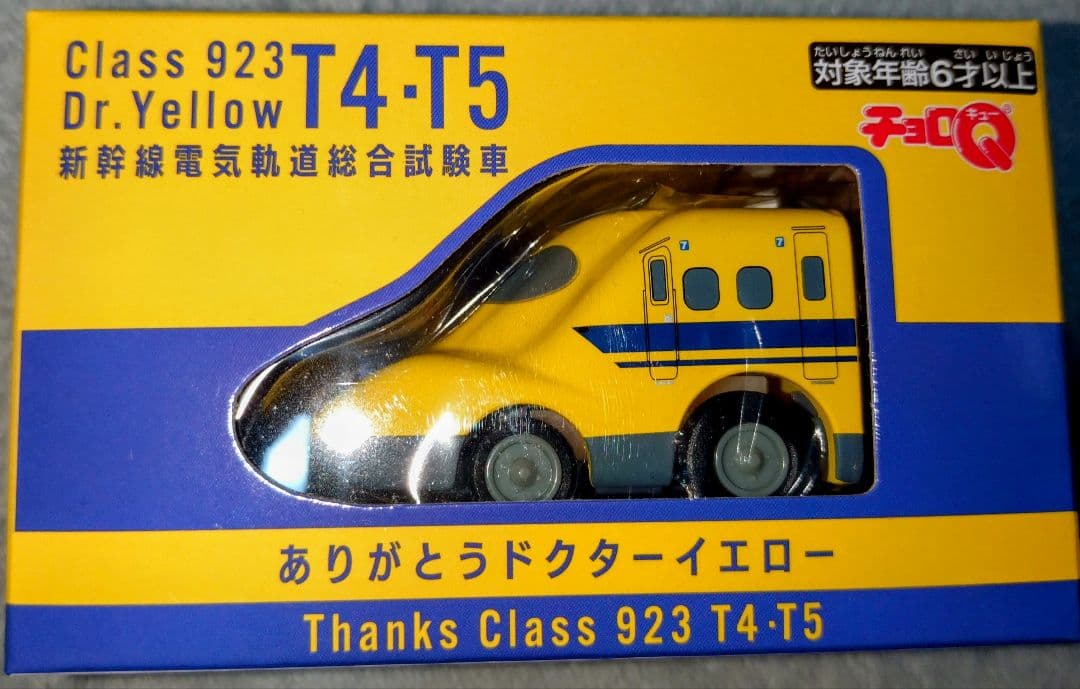 Class 923
Dr.Yellow
T4・T5
新幹線電気軌道総合試験車
たいしょうねんれい さいいじょう
対象年齢6才以上
チョロQ
キュー
®
7
7
ありがとうドクターイエロー
Thanks Class 923 T4・T5